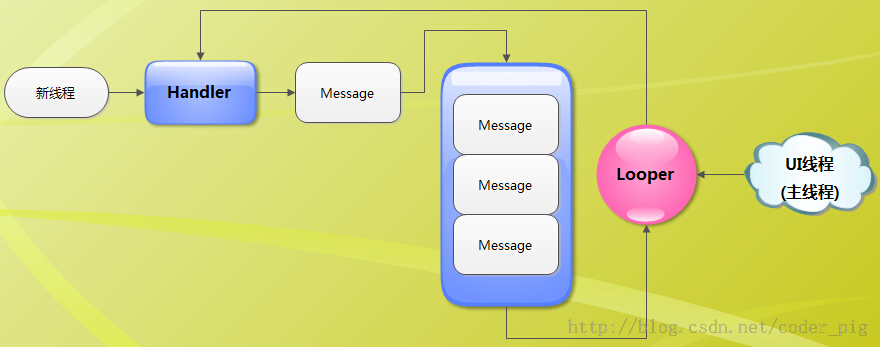 新线程
Handler
Message
Message
Message
Message
Looper
UI线程
(主线程)
http://blog.csdn.net/coder_pig